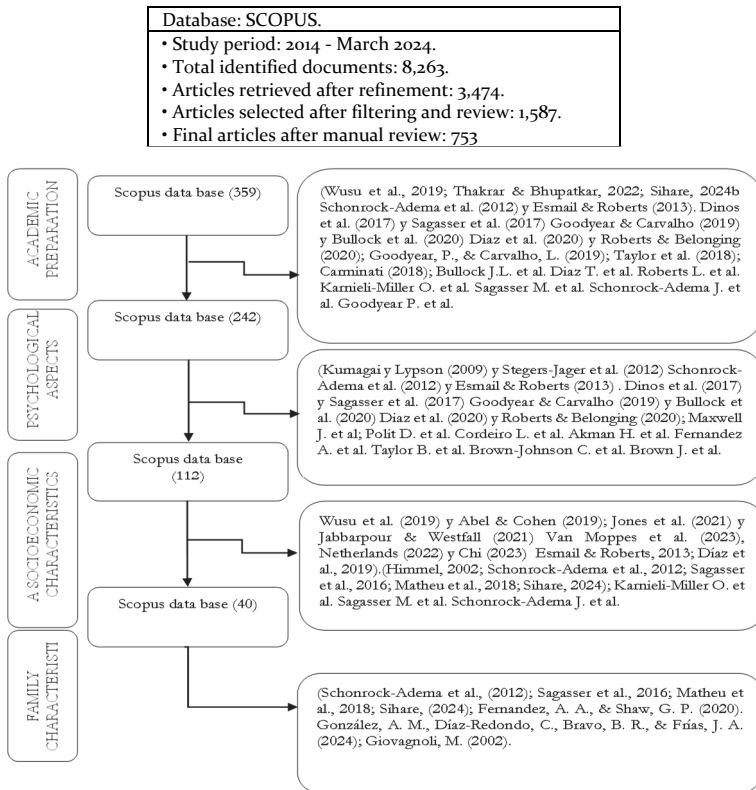 Database: SCOPUS.
• Study period: 2014 - March 2024.
• Total identified documents: 8,263.
• Articles retrieved after refinement: 3,474.
• Articles selected after filtering and review: 1,587.
• Final articles after manual review: 753
ACADEMIC
PREPARATION
Scopus data base (359)
(Wusu et al., 2019; Thakrar & Bhupatkar, 2022; Sihare, 2024b
Schonrock-Adema et al. (2012) y Esmail & Roberts (2013). Dinos
et al. (2017) y Sagasser et al. (2017) Goodyear & Carvalho (2019)
y Bullock et al. (2020) Diaz et al. (2020) y Roberts & Belonging
(2020); Goodyear, P., & Carvalho, L. (2019); Taylor et al. (2018);
Carminati (2018); Bullock J.L. et al. Diaz T. et al. Roberts L. et al.
Karnieli-Miller O. et al. Sagasser M. et al. Schonrock-Adema J. et
al. Goodyear P. et al.
PSYCHOLOGICAL
ASPECTS
Scopus data base (242)
(Kumagai y Lypson (2009) y Stegers-Jager et al. (2012) Schonrock-
Adema et al. (2012) y Esmail & Roberts (2013) . Dinos et al. (2017)
y Sagasser et al. (2017) Goodyear & Carvalho (2019) y Bullock et
al. (2020) Diaz et al. (2020) y Roberts & Belonging (2020); Maxwell
J. et al; Polit D. et al. Cordeiro L. et al. Akman H. et al. Fernandez
A. et al. Taylor B. et al. Brown-Johnson C. et al. Brown J. et al.
A SOCIOECONOMIC
CHARACTERISTICS
Scopus data base
(112)
Wusu et al. (2019) y Abel & Cohen (2019); Jones et al. (2021) y
Jabbarpour & Westfall (2021) Van Moppes et al. (2023),
Netherlands (2022) y Chi (2023) Esmail & Roberts, 2013; Díaz et
al., 2019).(Himmel, 2002; Schonrock-Adema et al., 2012; Sagasser
et al., 2016; Matheu et al., 2018; Sihare, 2024); Karnieli-Miller O. et
al. Sagasser M. et al. Schonrock-Adema J. et al.
FAMILY
CHARACTERISTI
Scopus data base (40)
(Schonrock-Adema et al., (2012); Sagasser et al., 2016; Matheu et al.,
2018; Sihare, (2024); Fernandez, A. A., & Shaw, G. P. (2020).
González, A. M., Díaz-Redondo, C., Bravo, B. R., & Frías, J. A.
(2024); Giovagnoli, M. (2002).